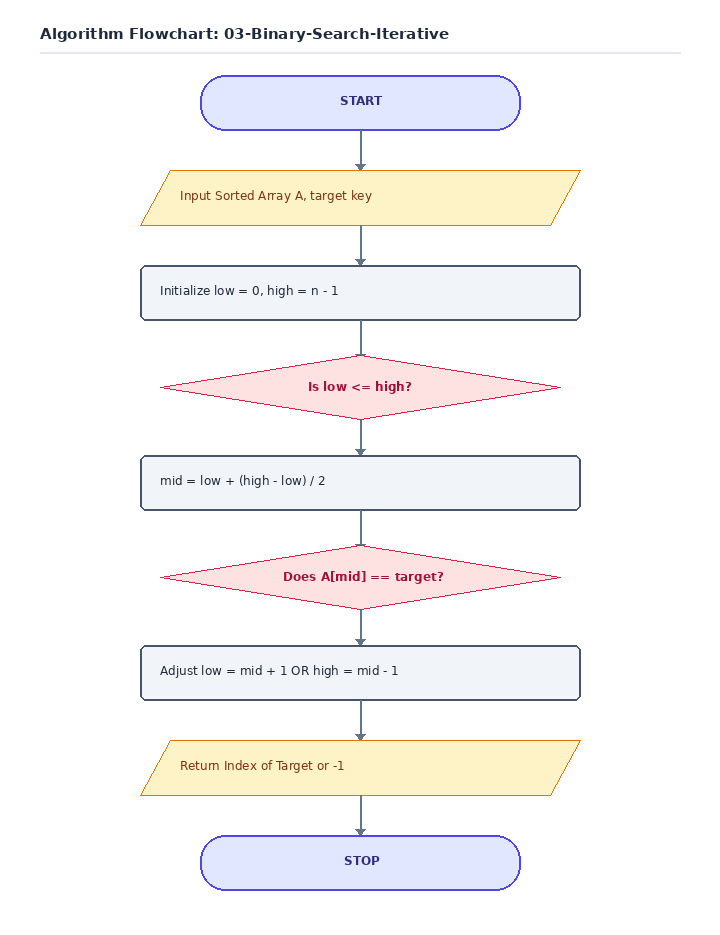 Algorithm Flowchart: 03-Binary-Search-Iterative
START
Input Sorted Array A, target key
Initialize low = 0, high = n - 1
Is low <= high?
mid = low + (high - low) / 2
Does A[mid] == target?
Adjust low = mid + 1 OR high = mid - 1
Return Index of Target or -1
STOP